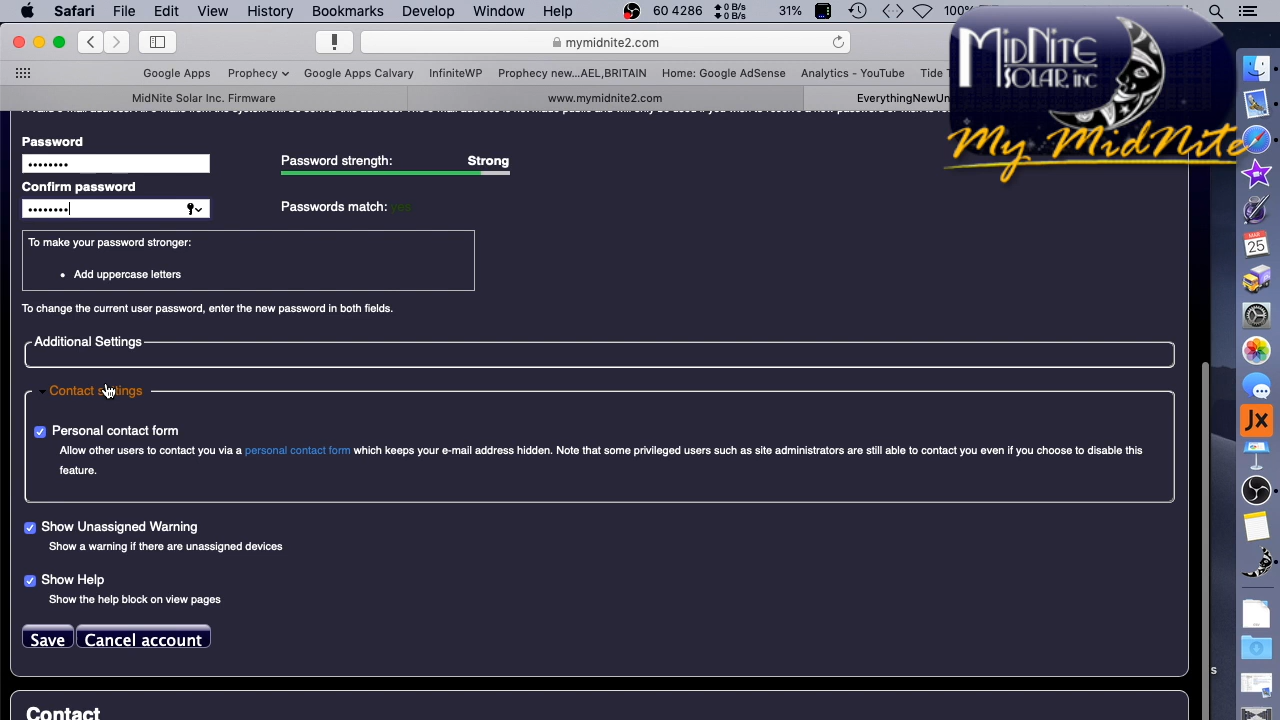 Safari File Edit View History Bookmarks Develop Window Help 60 4286 0 B/s 0 B/s 31% 100%
mymidnite2.com
Google Apps Prophecy Google Apps Calvary InfiniteWP Home: Google AdSense Analytics - YouTube
MidNite Solar Inc. Firmware www.mymidnite2.com
MidNite
Solar, inc
My MidNite
Password
Password strength: Strong
Confirm password
Passwords match: yes
To make your password stronger:
• Add uppercase letters
To change the current user password, enter the new password in both fields.
Additional Settings
Contact settings
Personal contact form
Allow other users to contact you via a personal contact form which keeps your e-mail address hidden. Note that some privileged users such as site administrators are still able to contact you even if you choose to disable this
feature.
Show Unassigned Warning
Show a warning if there are unassigned devices
Show Help
Show the help block on view pages
Save Cancel account
Contact
MAR
25
Jx